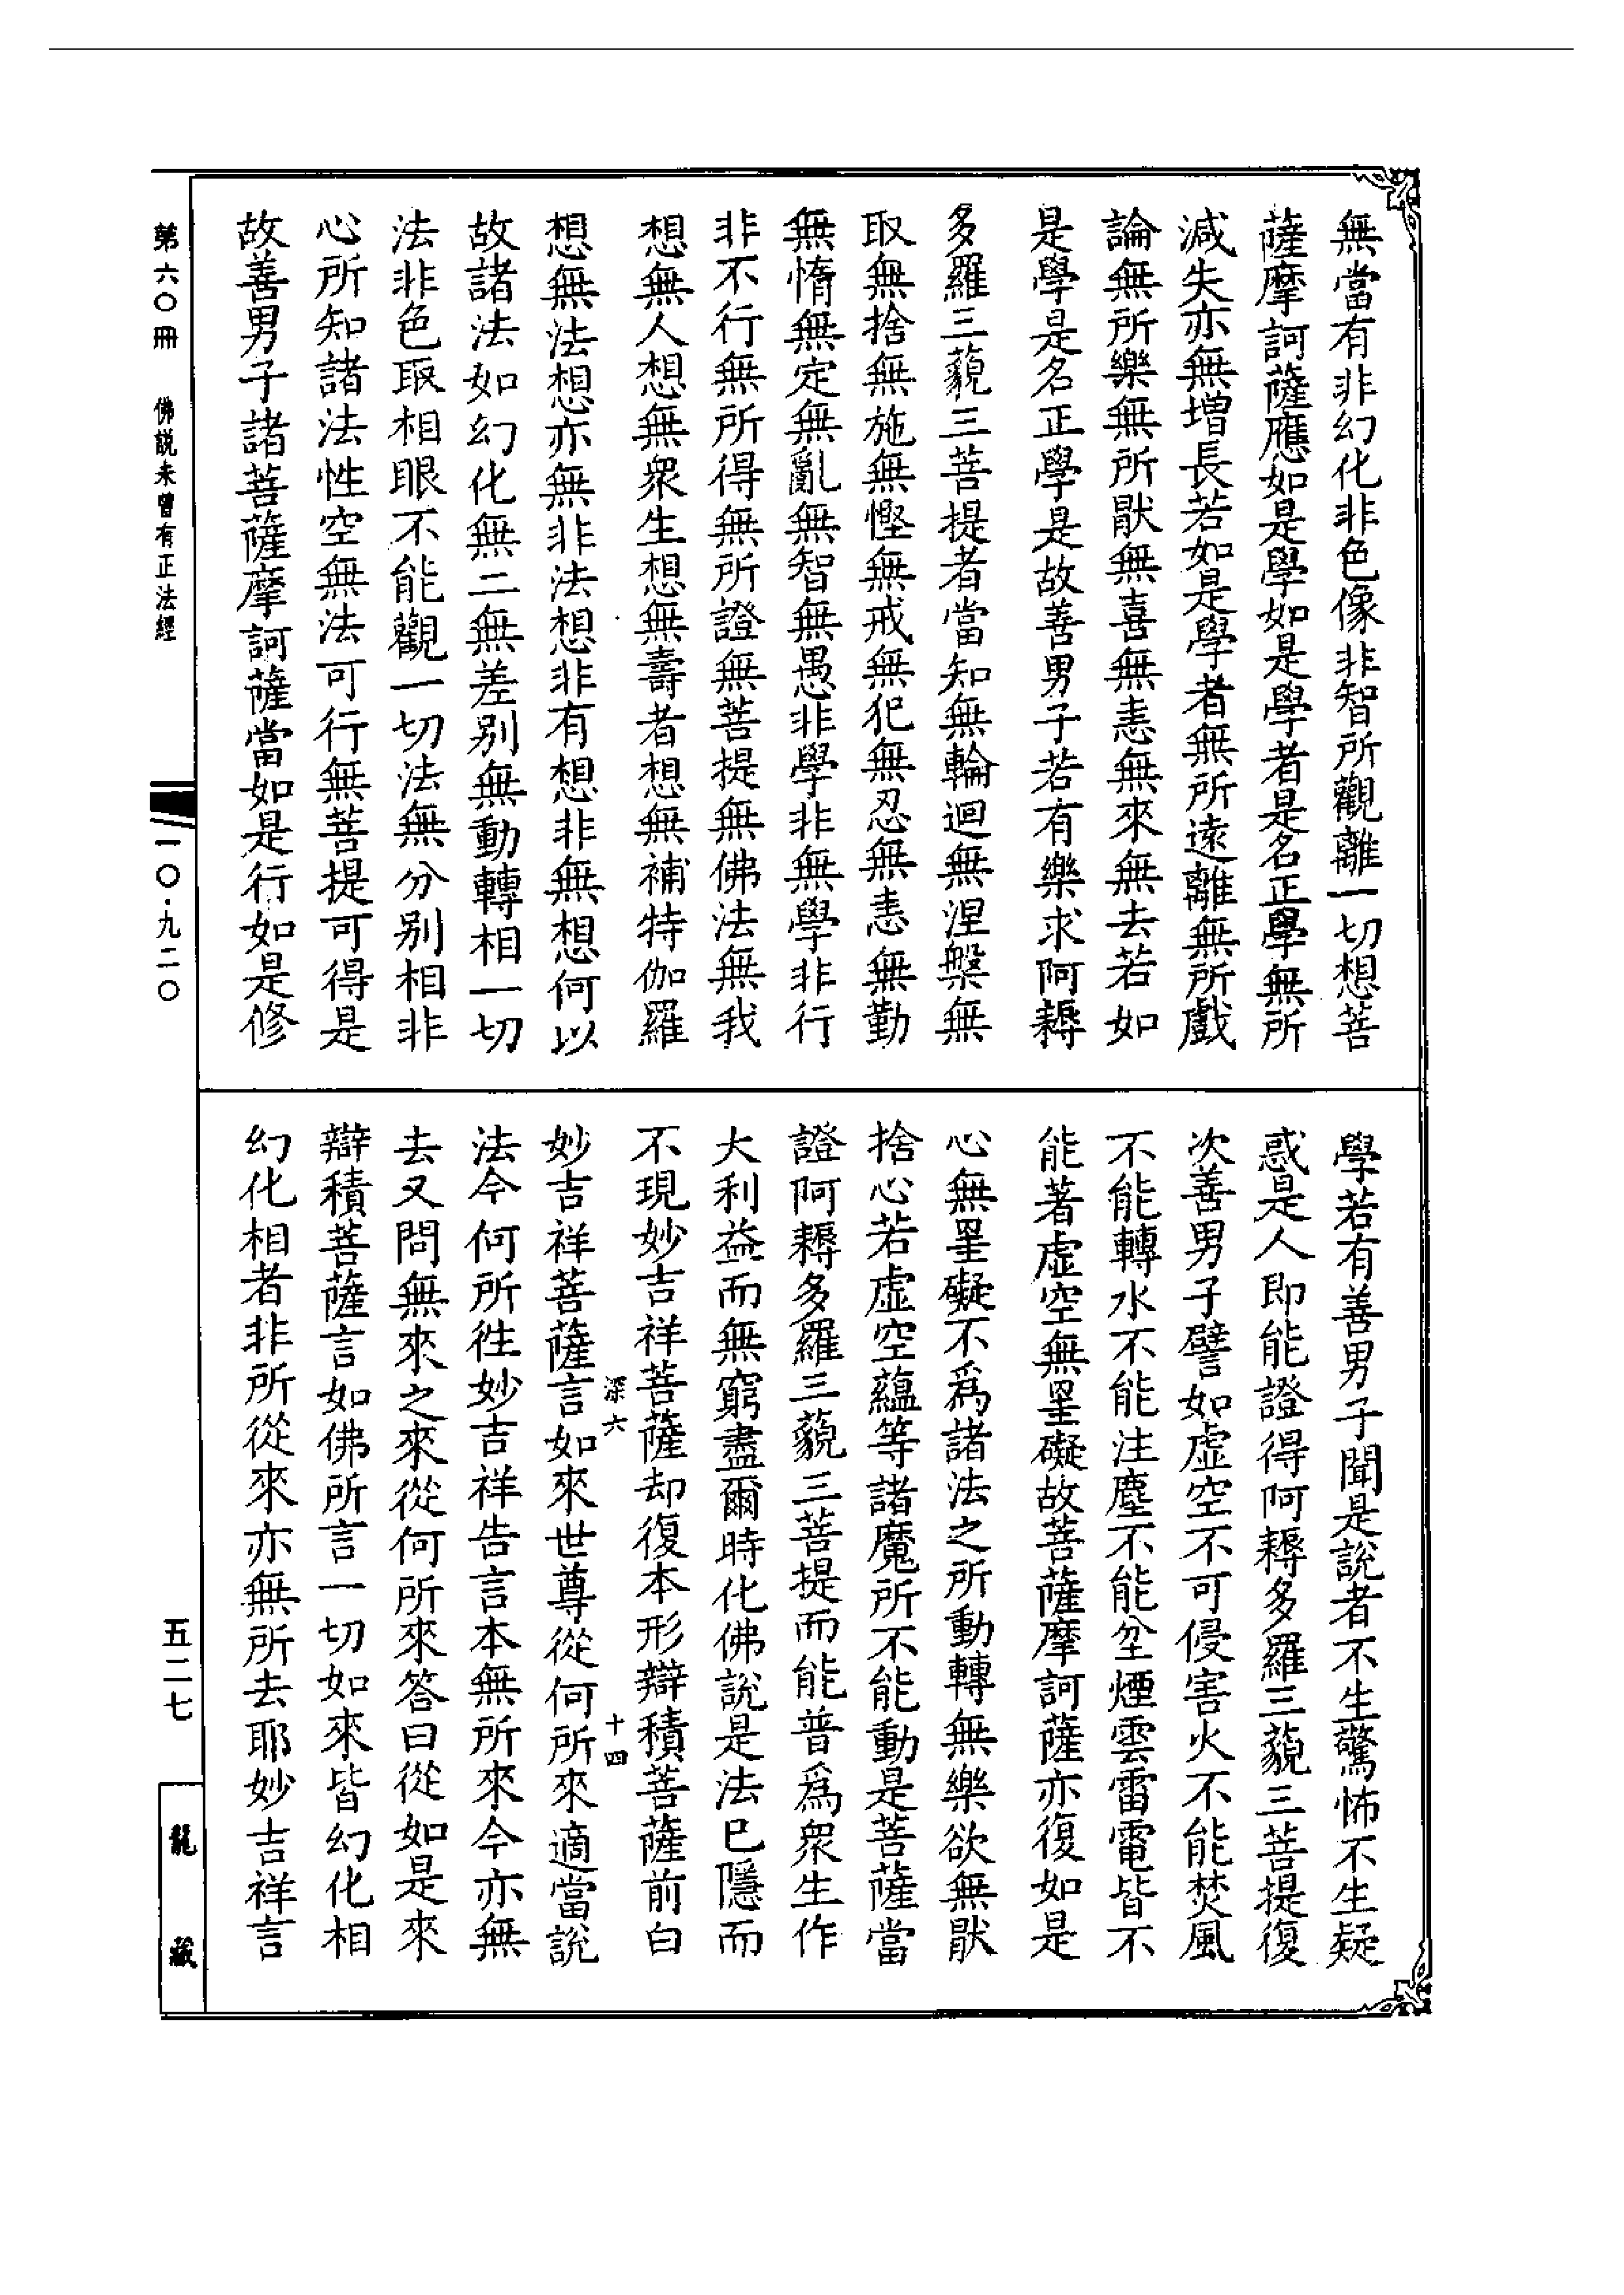 無當有非幻化非色像非智所觀離一切想菩
薩摩訶薩應如是學如是學者是名正學無所
減失亦無增長若如是學者無所遠離無所戲
論無所樂無所猒無喜無恚無來無去若如
是學是名正學是故善男子若有樂求阿耨
多羅三藐三菩提者當知無輪迴無涅槃無
取無捨無施無慳無戒無犯無忍無恚無勤
無惰無定無亂無智無愚非學非無學非行
非不行無所得無所證無菩提無佛法無我
想無人想無衆生想無壽者想無補特伽羅
想無法想亦無非法想非有想非無想何以
故諸法如幻化無二無差别無動轉相一切
法非色取相眼不能觀一切法無分别相非
心所知諸法性空無法可行無菩提可得是
故善男子諸菩薩摩訶薩當如是行如是修
學若有善男子聞是說者不生驚怖不生疑
惑是人即能證得阿耨多羅三藐三菩提復
次善男子譬如虛空不可侵害火不能焚風
不能轉水不能注塵不能坌煙雲雷電皆不
能著虛空無罣礙故菩薩摩訶薩亦復如是
心無罣礙不爲諸法之所動轉無樂欲無猒
捨心若虛空蘊等諸魔所不能動是菩薩當
證阿耨多羅三藐三菩提而能普爲衆生作
大利益而無窮盡爾時化佛說是法已隱而
不現妙吉祥菩薩却復本形辯積菩薩前白
深六 十四
妙吉祥菩薩言如來世尊從何所來適當說
法今何所徃妙吉祥告言本無所來今亦無
去又問無來之來從何所來答曰從如是來
辯積菩薩言如佛所言一切如來皆幻化相
幻化相者非所從來亦無所去耶妙吉祥言
第六〇冊 佛說未曾有正法經
一〇·九二〇
五二七
龍藏